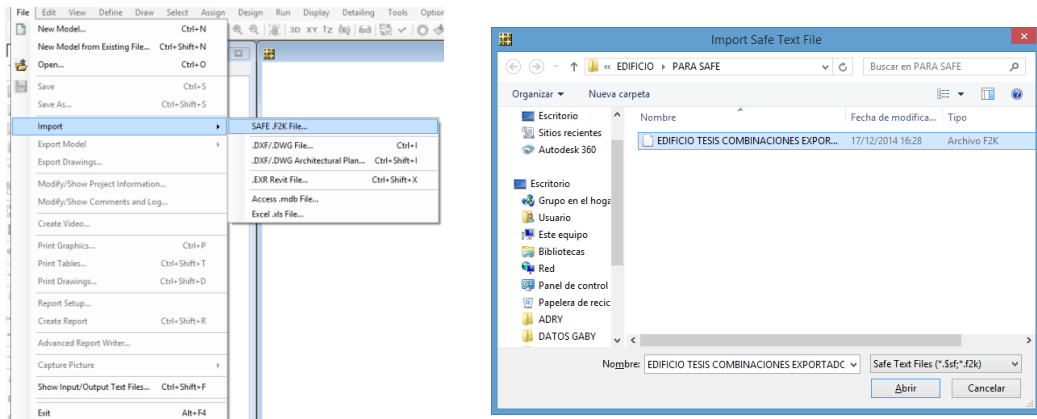 File Edit View Define Draw Select Assign Design Run Display Detailing Tools
New Model... Ctrl+N
3D XY
New Model from Existing File... Ctrl+Shift+N
Open... Ctrl+O
Save Ctrl+S
Save As... Ctrl+Shift+S
Import
Export Model
Export Drawings...
Modify/Show Project Information...
Modify/Show Comments and Log...
Create Video...
Print Graphics... Ctrl+P
Print Tables... Ctrl+Shift+T
Print Drawings... Ctrl+Shift+D
Report Setup...
Create Report Ctrl+Shift+R
Advanced Report Writer...
Capture Picture
Show Input/Output Text Files... Ctrl+Shift+F
Exit Alt+F4
SAFE .F2K File...
.DXF/.DWG File... Ctrl+I
.DXF/.DWG Architectural Plan... Ctrl+Shift+I
.EXR Revit File... Ctrl+Shift+X
Access .mdb File...
Excel .xls File...
Import Safe Text File
« EDIFICIO PARA SAFE
Buscar en PARA SAFE
Organizar Nueva carpeta
Nombre Fecha de modifica... Tipo
EDIFICIO TESIS COMBINACIONES EXPOR... 17/12/2014 16:28 Archivo F2K
Escritorio
Sitios recientes
Autodesk 360
Escritorio
Grupo en el hoga
Usuario
Este equipo
Bibliotecas
Red
Panel de control
Papelera de recic
ADRY
DATOS GABY
Nombre: EDIFICIO TESIS COMBINACIONES EXPORTADC
Safe Text Files (*.$sf;*.f2k)
Abrir Cancelar